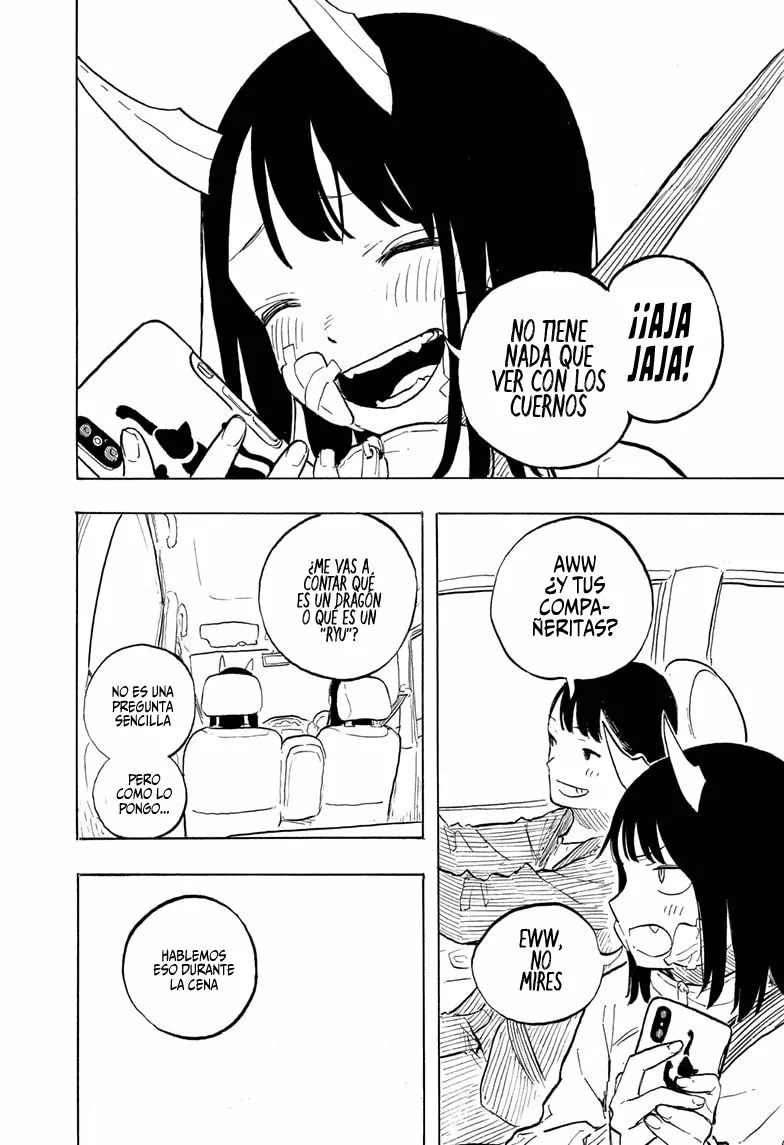 ¡¡AJA
JAJA!
NO TIENE
NADA QUE
VER CON LOS
CUERNOS
AWW
¿Y TUS
COMPA-
ÑERITAS?
EWW,
NO
MIRES
¿ME VAS A
CONTAR QUÉ
ES UN DRAGÓN
O QUÉ ES UN
"RYU"?
NO ES UNA
PREGUNTA
SENCILLA
PERO
COMO LO
PONGO...
HABLEMOS
ESO DURANTE
LA CENA